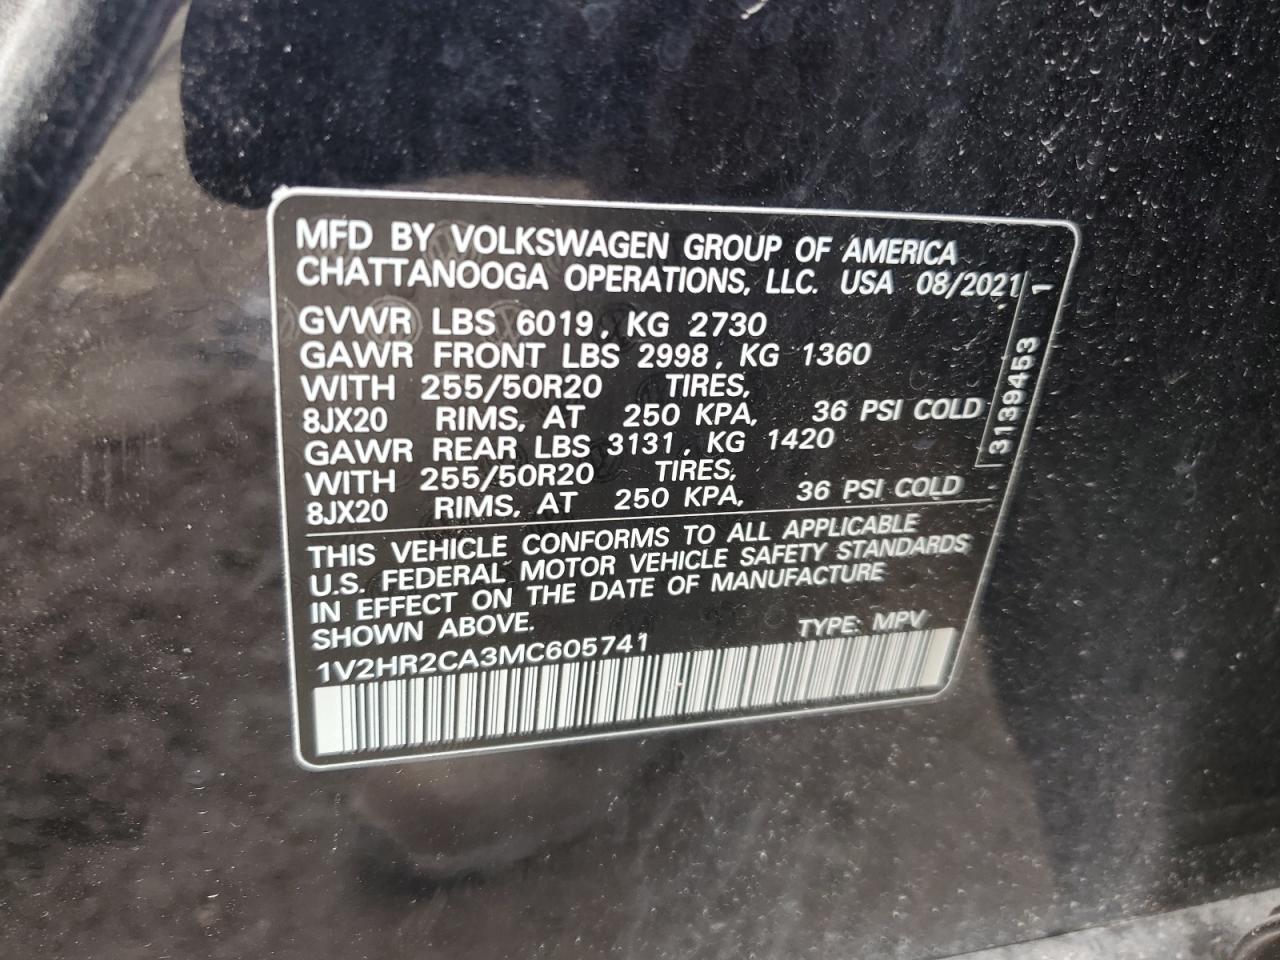 MFD BY VOLKSWAGEN GROUP OF AMERICA
CHATTANOOGA OPERATIONS, LLC. USA 08/2021
GVWR LBS 6019, KG 2730
GAWR FRONT LBS 2998, KG 1360
WITH 255/50R20 TIRES,
8JX20 RIMS, AT 250 KPA, 36 PSI COLD
GAWR REAR LBS 3131, KG 1420
WITH 255/50R20 TIRES,
8JX20 RIMS, AT 250 KPA, 36 PSI COLD
THIS VEHICLE CONFORMS TO ALL APPLICABLE
U.S. FEDERAL MOTOR VEHICLE SAFETY STANDARDS
IN EFFECT ON THE DATE OF MANUFACTURE
SHOWN ABOVE.
1V2HR2CA3MC605741 TYPE: MPV
3139453 1